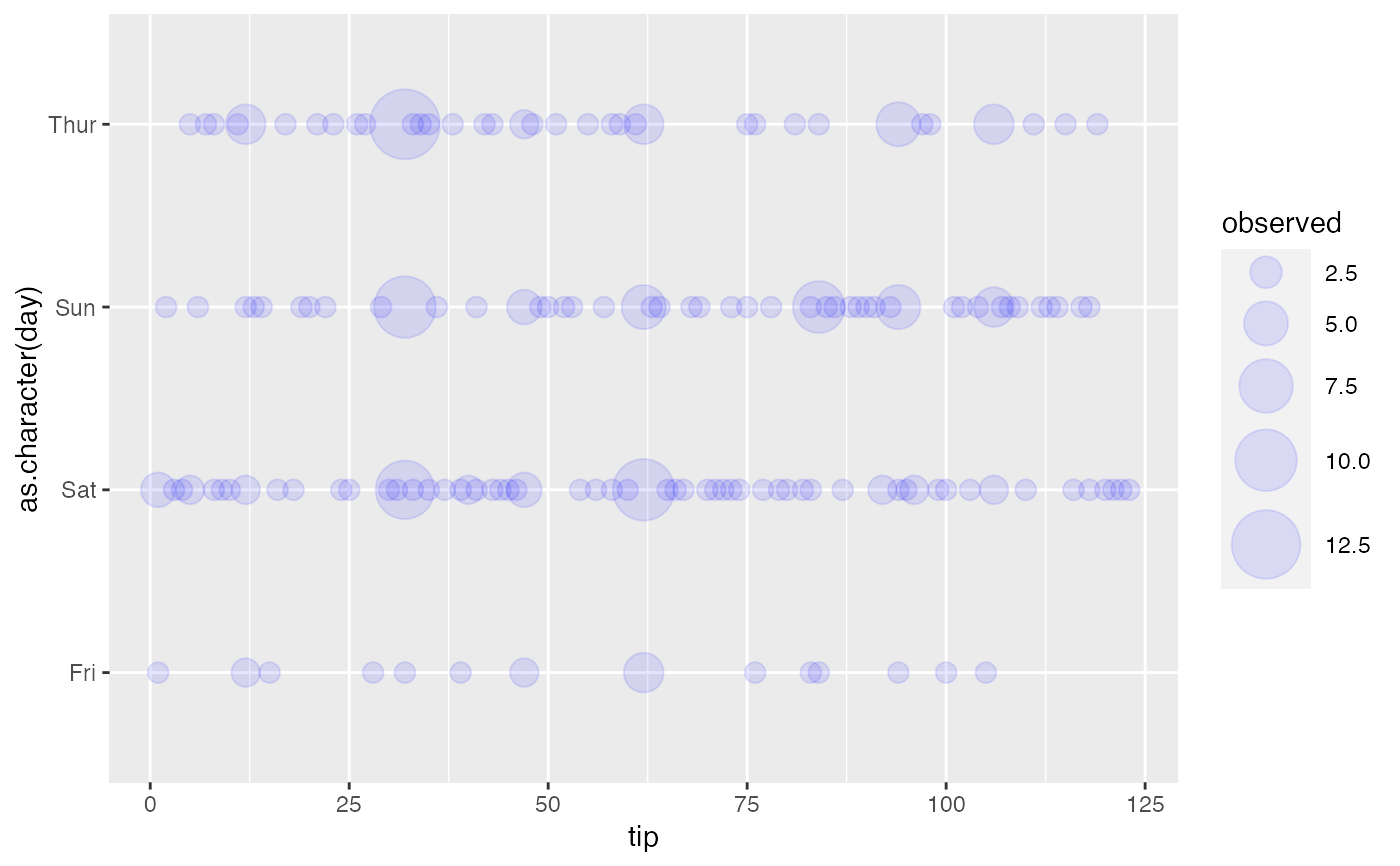 Thur
Sun
Sat
Fri
as.character(day)
0 25 50 75 100 125
tip
observed
2.5
5.0
7.5
10.0
12.5